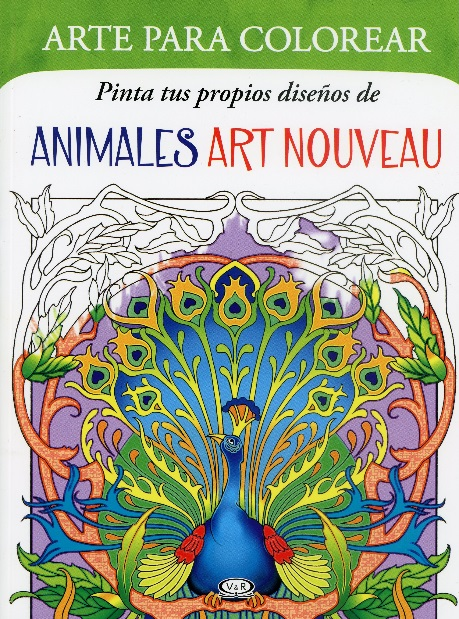 ARTE PARA COLOREAR
Pinta tus propios diseños de
ANIMALES ART NOUVEAU
V&R